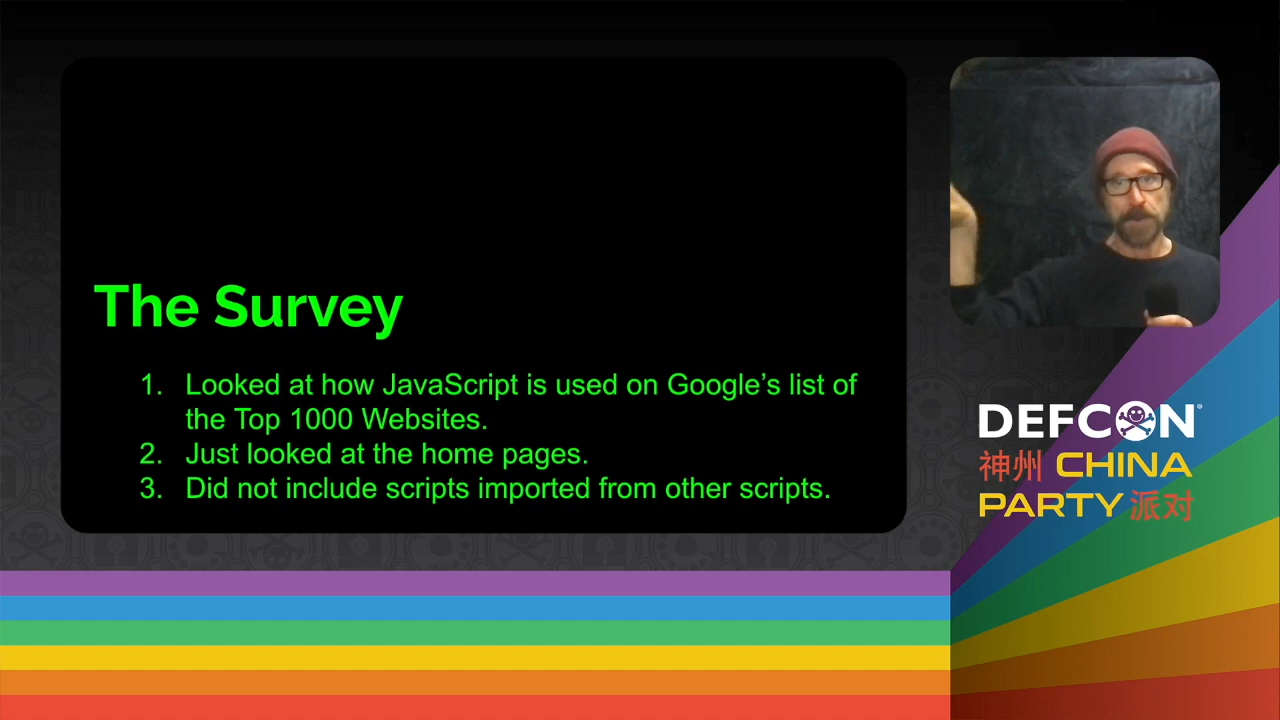 The Survey
1. Looked at how JavaScript is used on Google’s list of
the Top 1000 Websites.
2. Just looked at the home pages.
3. Did not include scripts imported from other scripts.
DEFCON®
神州 CHINA
PARTY 派对